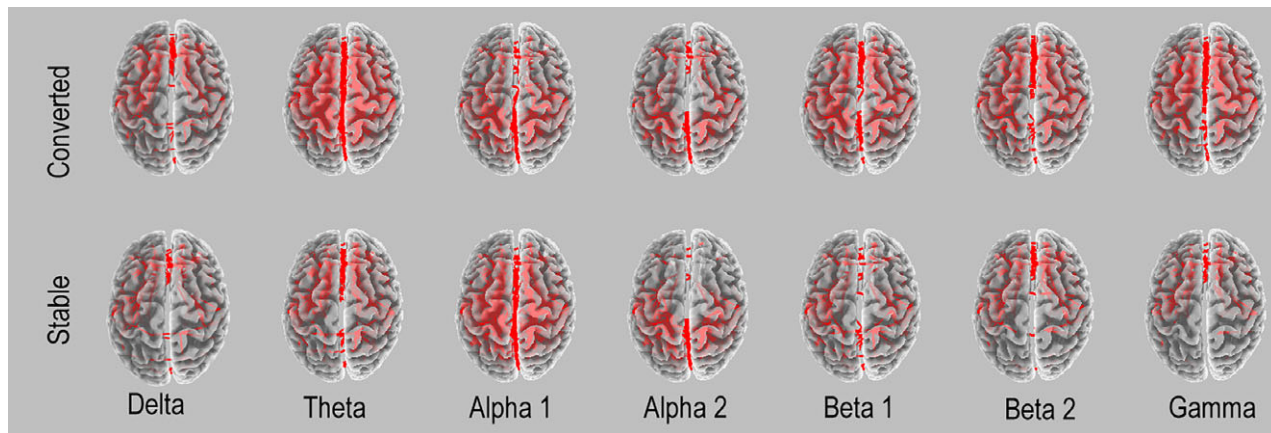 Converted
Stable
Delta
Theta
Alpha 1
Alpha 2
Beta 1
Beta 2
Gamma